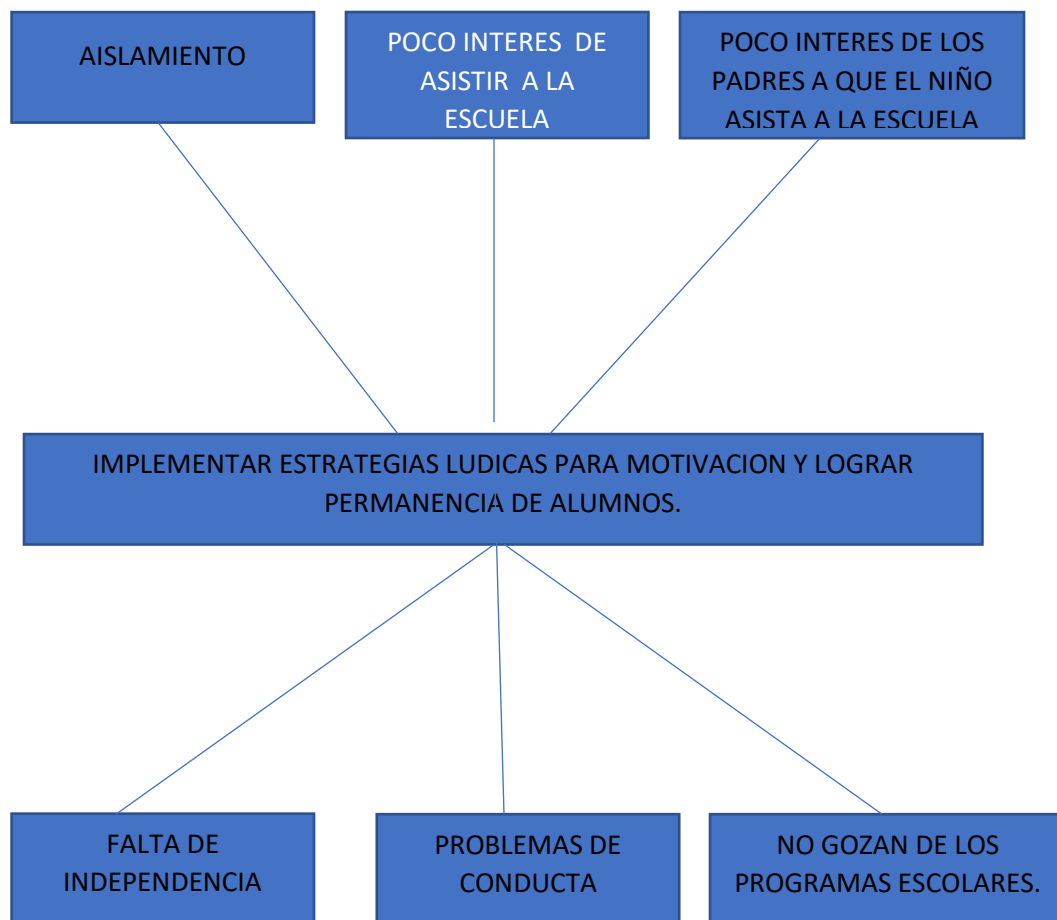 AISLAMIENTO
POCO INTERES DE
ASISTIR A LA
ESCUELA
POCO INTERES DE LOS
PADRES A QUE EL NIÑO
ASISTA A LA ESCUELA
IMPLEMENTAR ESTRATEGIAS LUDICAS PARA MOTIVACION Y LOGRAR
PERMANENCIA DE ALUMNOS.
FALTA DE
INDEPENDENCIA
PROBLEMAS DE
CONDUCTA
NO GOZAN DE LOS
PROGRAMAS ESCOLARES.